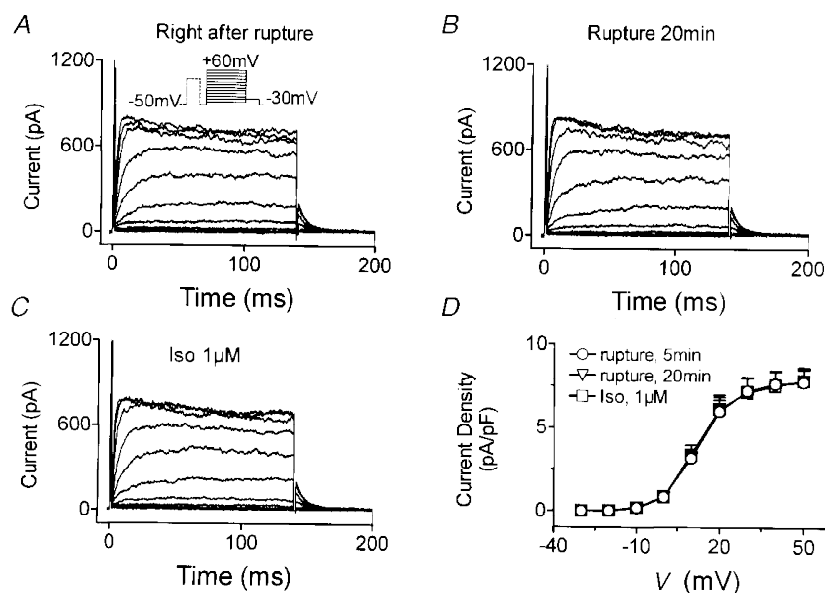 A
Right after rupture
+60mV
-50mV
-30mV
Current (pA)
1200
600
0
0
100
200
Time (ms)
B
Rupture 20min
Current (pA)
1200
600
0
0
100
200
Time (ms)
C
Iso 1µM
Current (pA)
1200
600
0
0
100
200
Time (ms)
D
rupture, 5min
rupture, 20min
Iso, 1µM
Current Density
(pA/pF)
10
5
0
-40
-10
20
50
V (mV)